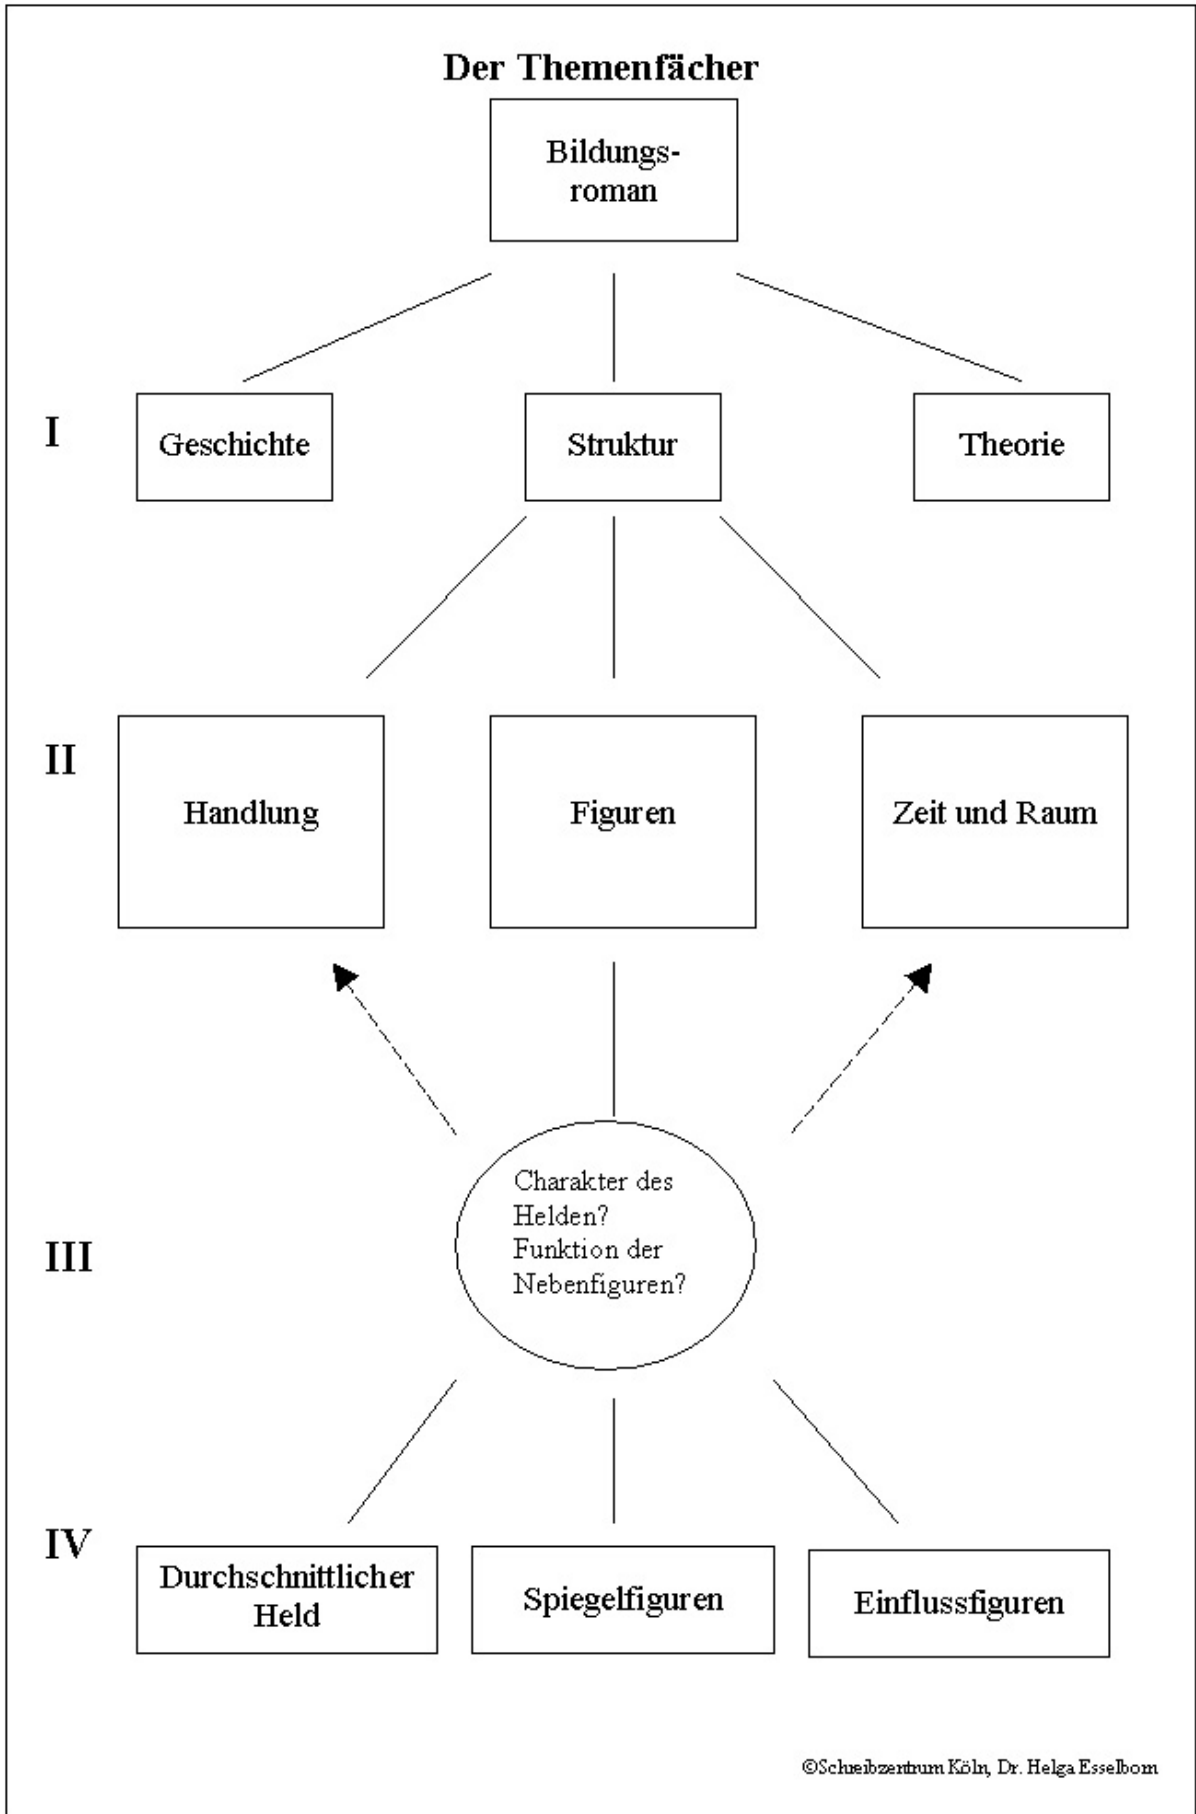 Der Themenfächer
Bildungs-
roman
I
Geschichte
Struktur
Theorie
II
Handlung
Figuren
Zeit und Raum
III
Charakter des
Helden?
Funktion der
Nebenfiguren?
IV
Durchschnittlicher
Held
Spiegelfiguren
Einflussfiguren
©Schreibzentrum Köln, Dr. Helga Esselborn